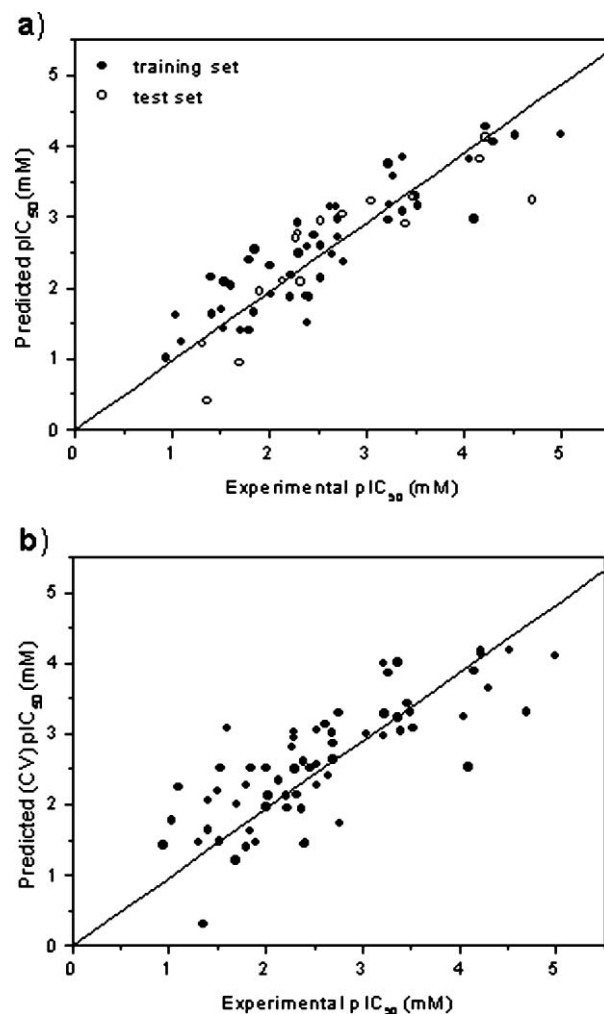 a)
training set
test set
5
4
3
2
1
0
Predicted pIC50 (mM)
0 1 2 3 4 5
Experimental pIC50 (mM)
b)
5
4
3
2
1
0
Predicted (CV) pIC50 (mM)
0 1 2 3 4 5
Experimental pIC50 (mM)